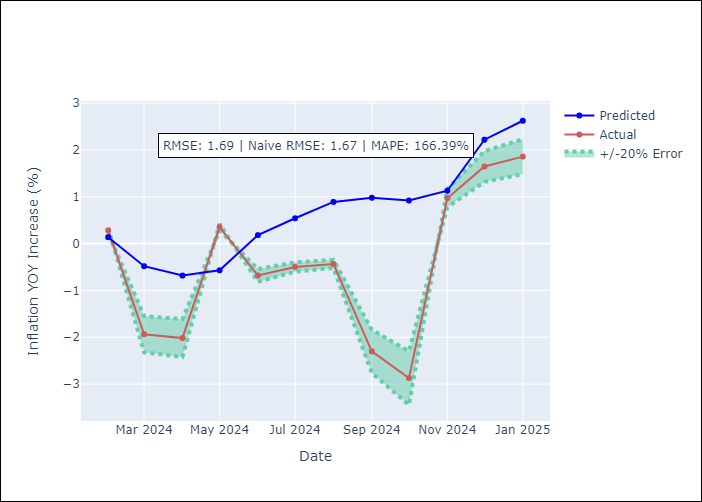 RMSE: 1.69 | Naive RMSE: 1.67 | MAPE: 166.39%
Predicted
Actual
+/-20% Error
Inflation YOY Increase (%)
3
2
1
0
−1
−2
−3
Mar 2024
May 2024
Jul 2024
Sep 2024
Nov 2024
Jan 2025
Date